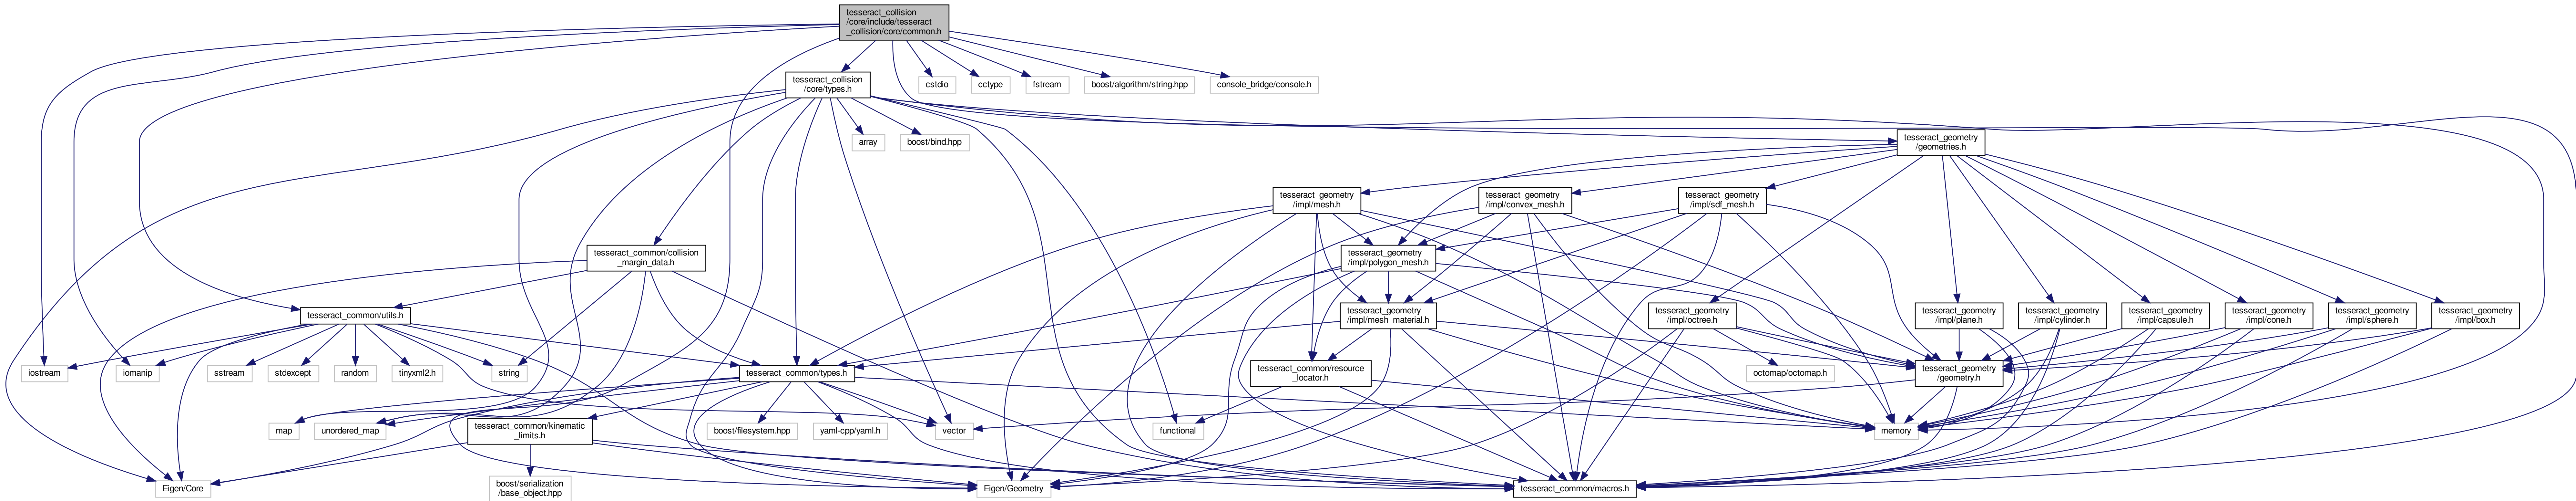 tesseract_collision
/core/include/tesseract
_collision/core/common.h
tesseract_collision
/core/types.h
cstdio
cctype
fstream
boost/algorithm/string.hpp
console_bridge/console.h
array
boost/bind.hpp
tesseract_geometry
/geometries.h
tesseract_geometry
/impl/mesh.h
tesseract_geometry
/impl/convex_mesh.h
tesseract_geometry
/impl/sdf_mesh.h
tesseract_common/collision
_margin_data.h
tesseract_geometry
/impl/polygon_mesh.h
tesseract_common/utils.h
tesseract_geometry
/impl/mesh_material.h
tesseract_geometry
/impl/octree.h
tesseract_geometry
/impl/plane.h
tesseract_geometry
/impl/cylinder.h
tesseract_geometry
/impl/capsule.h
tesseract_geometry
/impl/cone.h
tesseract_geometry
/impl/sphere.h
tesseract_geometry
/impl/box.h
iostream
iomanip
sstream
stdexcept
random
tinyxml2.h
string
tesseract_common/types.h
tesseract_common/resource
_locator.h
octomap/octomap.h
tesseract_geometry
/geometry.h
map
unordered_map
tesseract_common/kinematic
_limits.h
boost/filesystem.hpp
yaml-cpp/yaml.h
vector
functional
memory
Eigen/Core
boost/serialization
/base_object.hpp
Eigen/Geometry
tesseract_common/macros.h